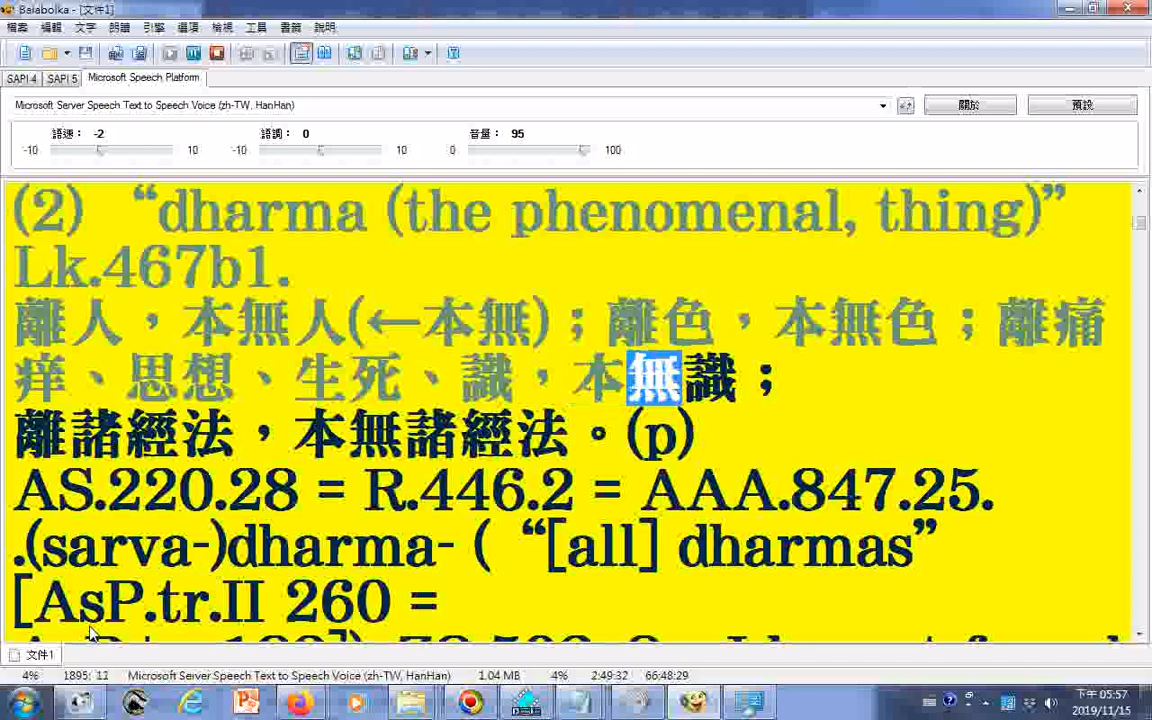 Balabolka - [文件1]
檔案 編輯 文字 朗讀 引擎 選項 檢視 工具 書籤 說明
SAPI 4 SAPI 5 Microsoft Speech Platform
Microsoft Server Speech Text to Speech Voice (zh-TW, HanHan) 關於 預設
語速： -2 語調： 0 音量： 95
-10 10 -10 10 0 100
(2) “dharma (the phenomenal, thing)”
Lk.467b1.
離人，本無人(←本無)；離色，本無色；離痛
痒、思想、生死、識，本無識；
離諸經法，本無諸經法。(p)
AS.220.28 = R.446.2 = AAA.847.25.
.(sarva-)dharma- (“[all] dharmas”
[AsP.tr.II 260 =
文件1
4% 1895: 11 Microsoft Server Speech Text to Speech Voice (zh-TW, HanHan) 1.04 MB 4% 2:49:32 66:48:29
下午 05:57
2019/11/15